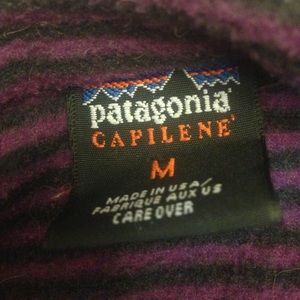 patagonia®
CAPILENE®
M
MADE IN USA/
FABRIQUE AUX US
CARE OVER